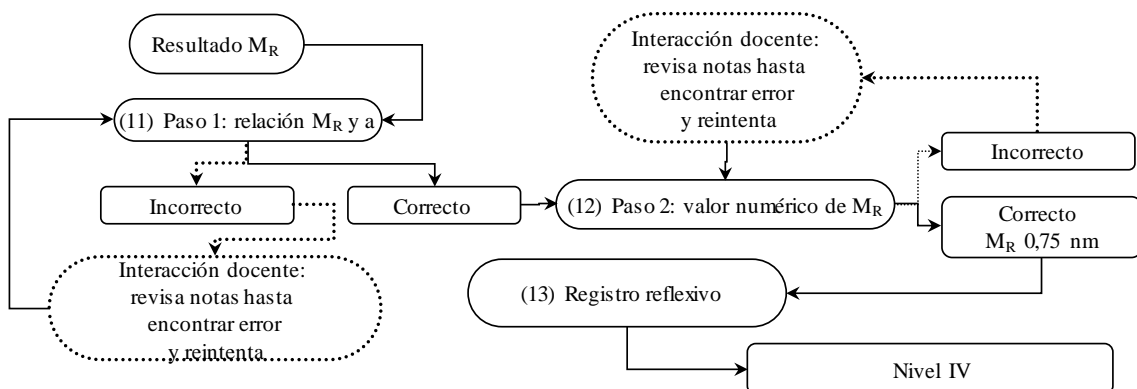 Resultado M_R
(11) Paso 1: relación M_R y a
Incorrecto
Correcto
Interacción docente:
revisa notas hasta
encontrar error
y reintenta
Interacción docente:
revisa notas hasta
encontrar error
y reintenta
(12) Paso 2: valor numérico de M_R
Incorrecto
Correcto
M_R 0,75 nm
(13) Registro reflexivo
Nivel IV